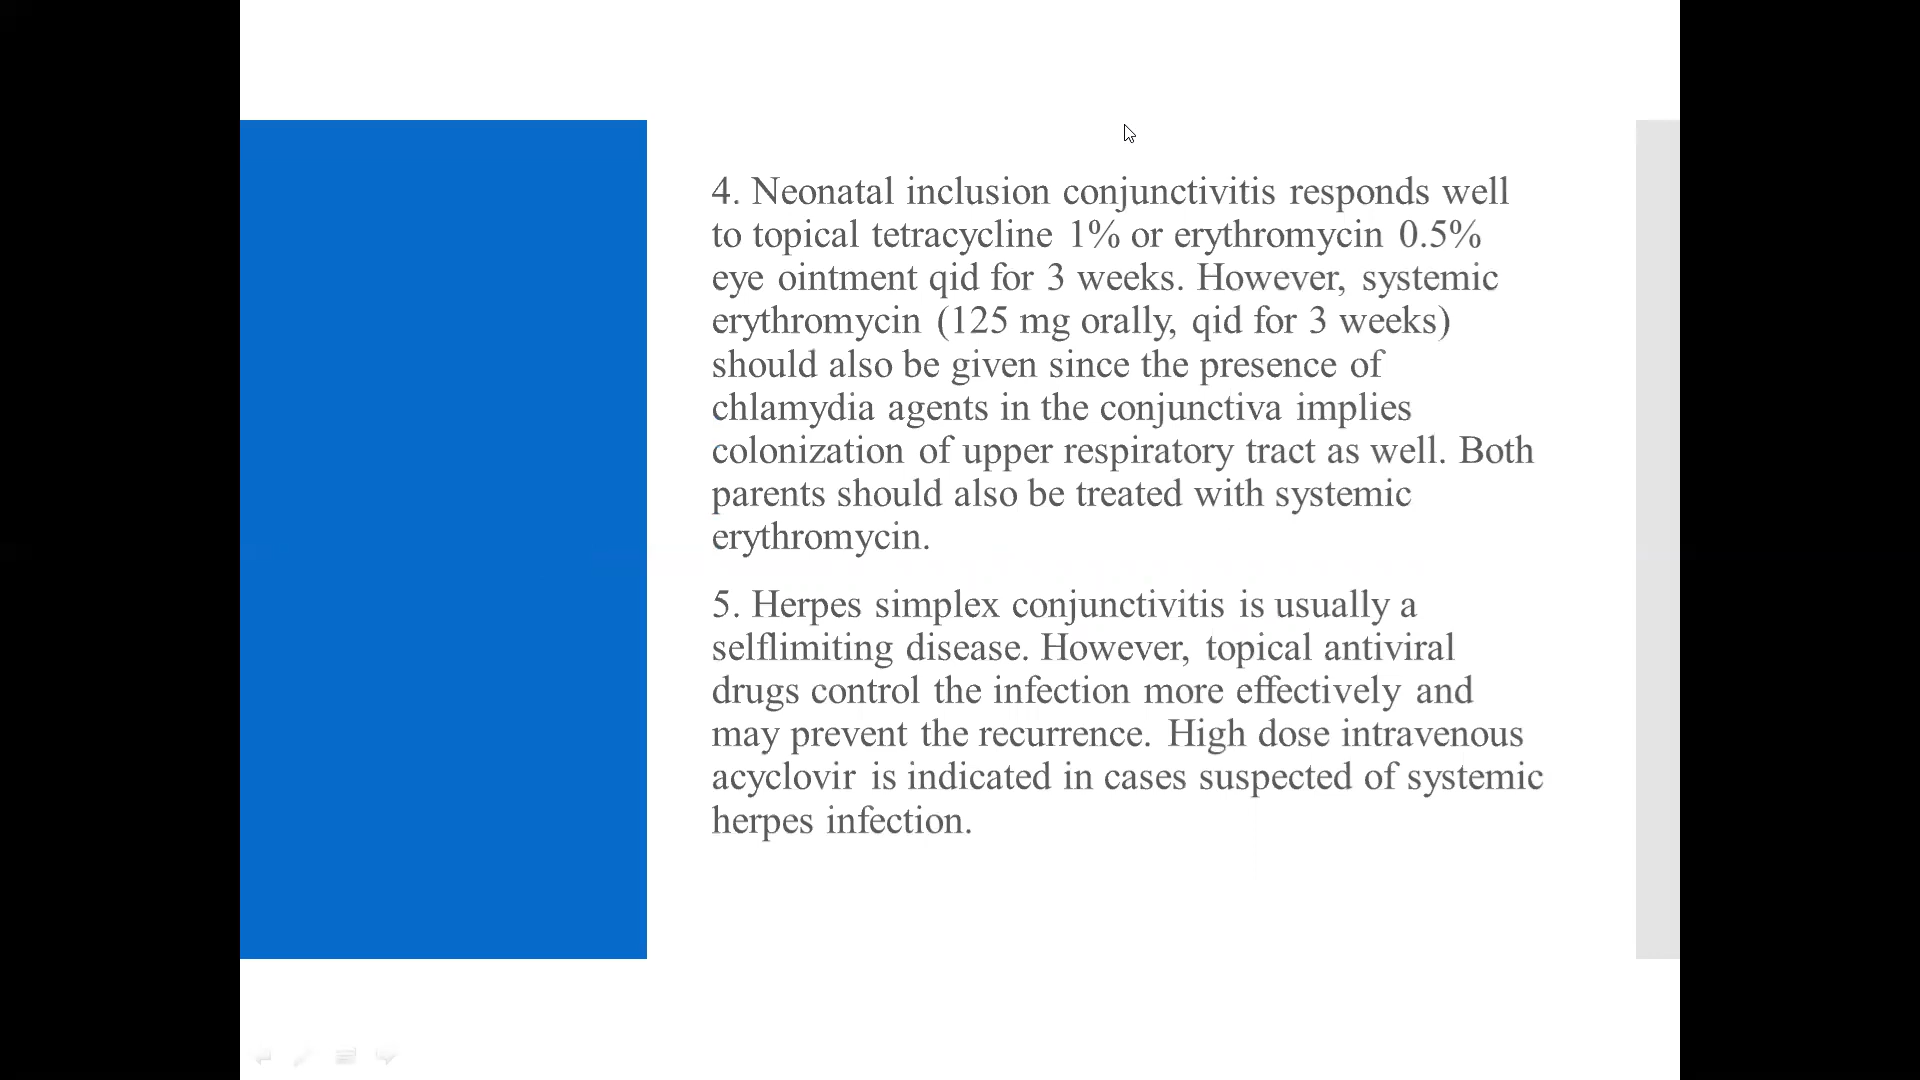 4. Neonatal inclusion conjunctivitis responds well
to topical tetracycline 1% or erythromycin 0.5%
eye ointment qid for 3 weeks. However, systemic
erythromycin (125 mg orally, qid for 3 weeks)
should also be given since the presence of
chlamydia agents in the conjunctiva implies
colonization of upper respiratory tract as well. Both
parents should also be treated with systemic
erythromycin.
5. Herpes simplex conjunctivitis is usually a
selflimiting disease. However, topical antiviral
drugs control the infection more effectively and
may prevent the recurrence. High dose intravenous
acyclovir is indicated in cases suspected of systemic
herpes infection.